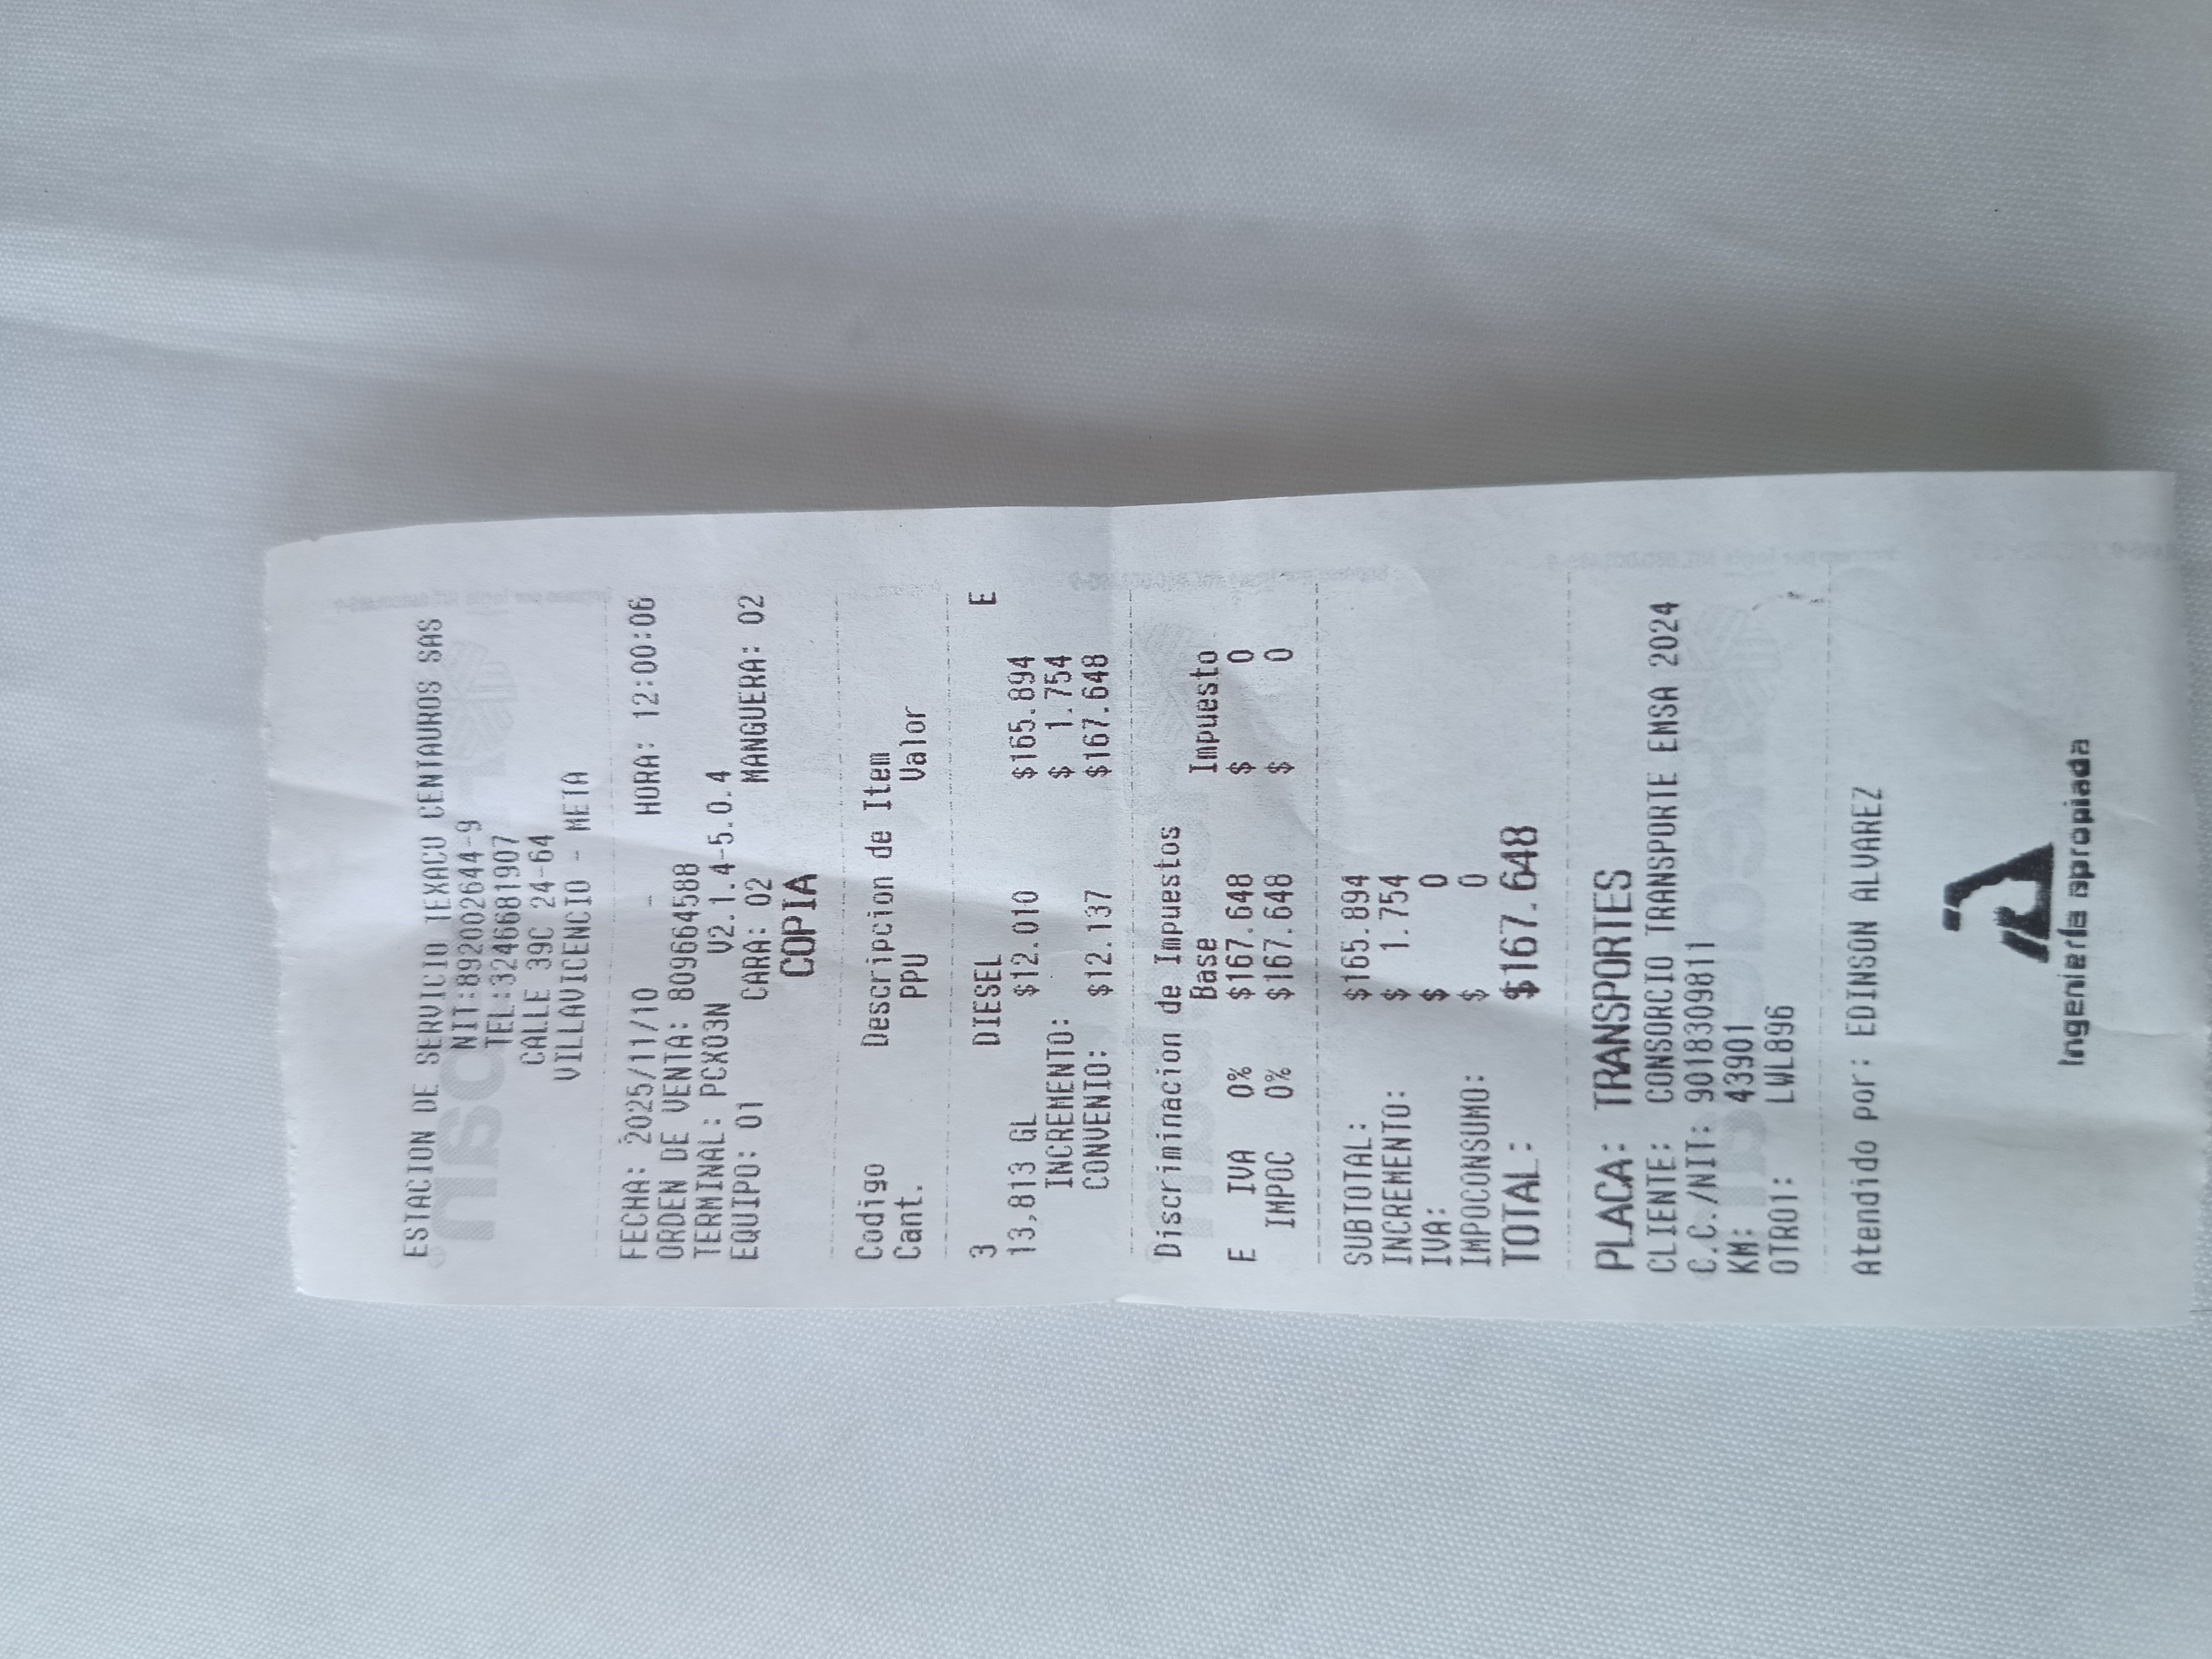 ESTACION DE SERVICIO TEXACO CENTAUROS SAS
NIT:892002644-9
TEL:3246681907
CALLE 39C 24-64
VILLAVICENCIO - META
FECHA: 2025/11/10 - HORA: 12:00:06
ORDEN DE VENTA: 8096664588
TERMINAL: PCX03N V2.1.4-5.0.4
EQUIPO: 01 CARA: 02 MANGUERA: 02
COPIA
Codigo Descripcion de Item
Cant. PPU Valor
3 DIESEL E
13,813 GL $12.010 $165.894
INCREMENTO: $ 1.754
CONVENIO: $12.137 $167.648
Discriminacion de Impuestos
Base Impuesto
E IVA 0% $167.648 $ 0
IMPOC 0% $167.648 $ 0
SUBTOTAL: $165.894
INCREMENTO: $ 1.754
IVA: $ 0
IMPOCONSUMO: $ 0
TOTAL: $167.648
PLACA: TRANSPORTES
CLIENTE: CONSORCIO TRANSPORTE EMSA 2024
C.C./NIT: 9018309811
KM: 43901
OTRO1: LWL896
Atendido por: EDINSON ALVAREZ
Ingeniería apropiada